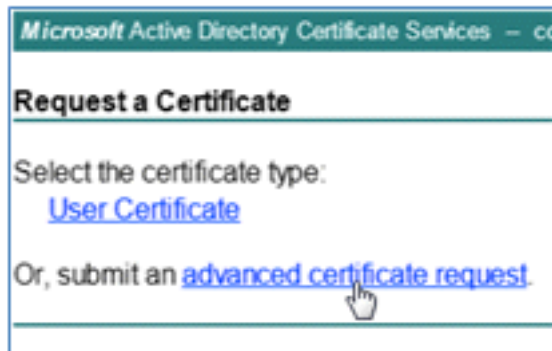 Microsoft Active Directory Certificate Services – co
Request a Certificate
Select the certificate type:
User Certificate
Or, submit an advanced certificate request.